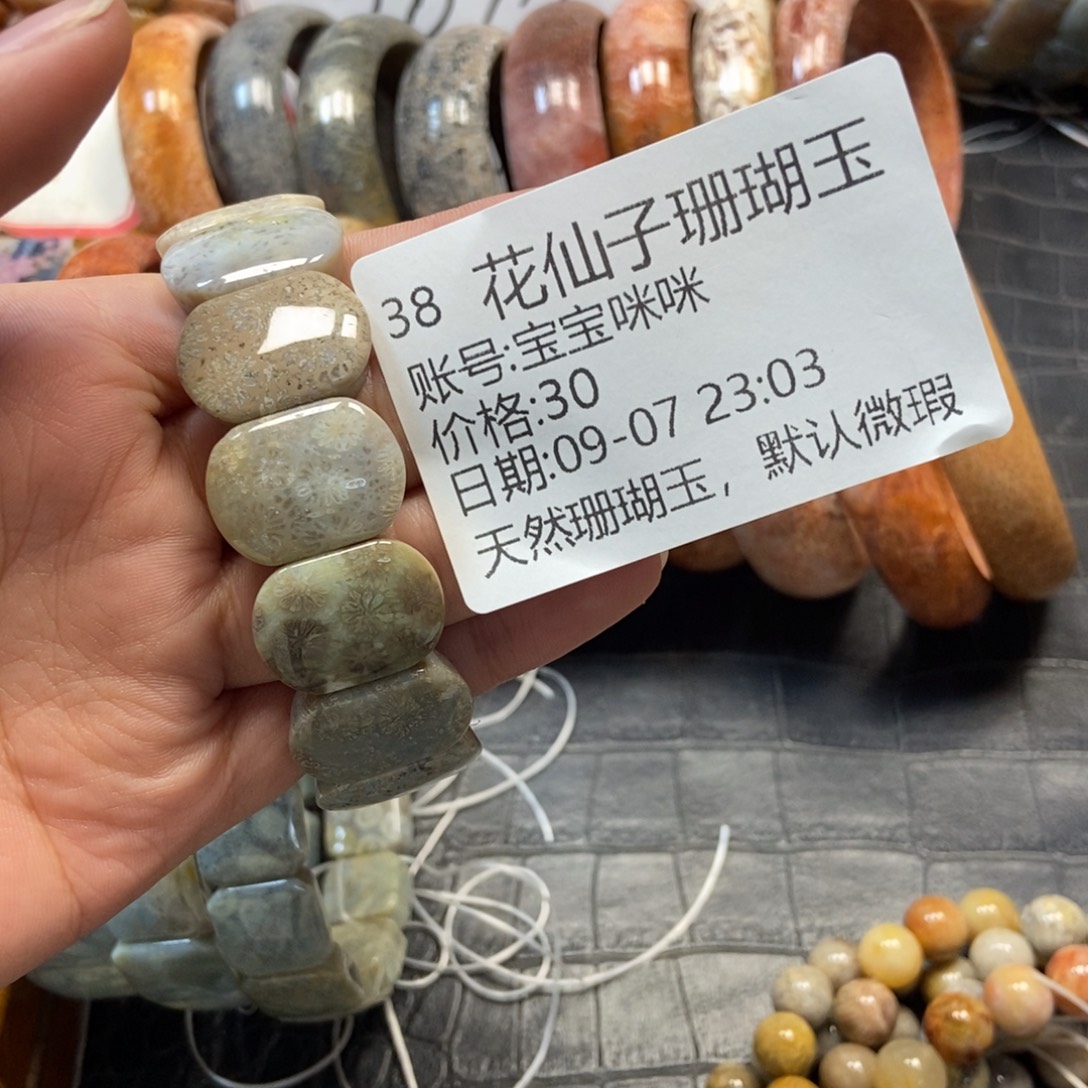 38 花仙子珊瑚玉
账号:宝宝咪咪
价格:30
日期:09-07 23:03
天然珊瑚玉，默认微瑕